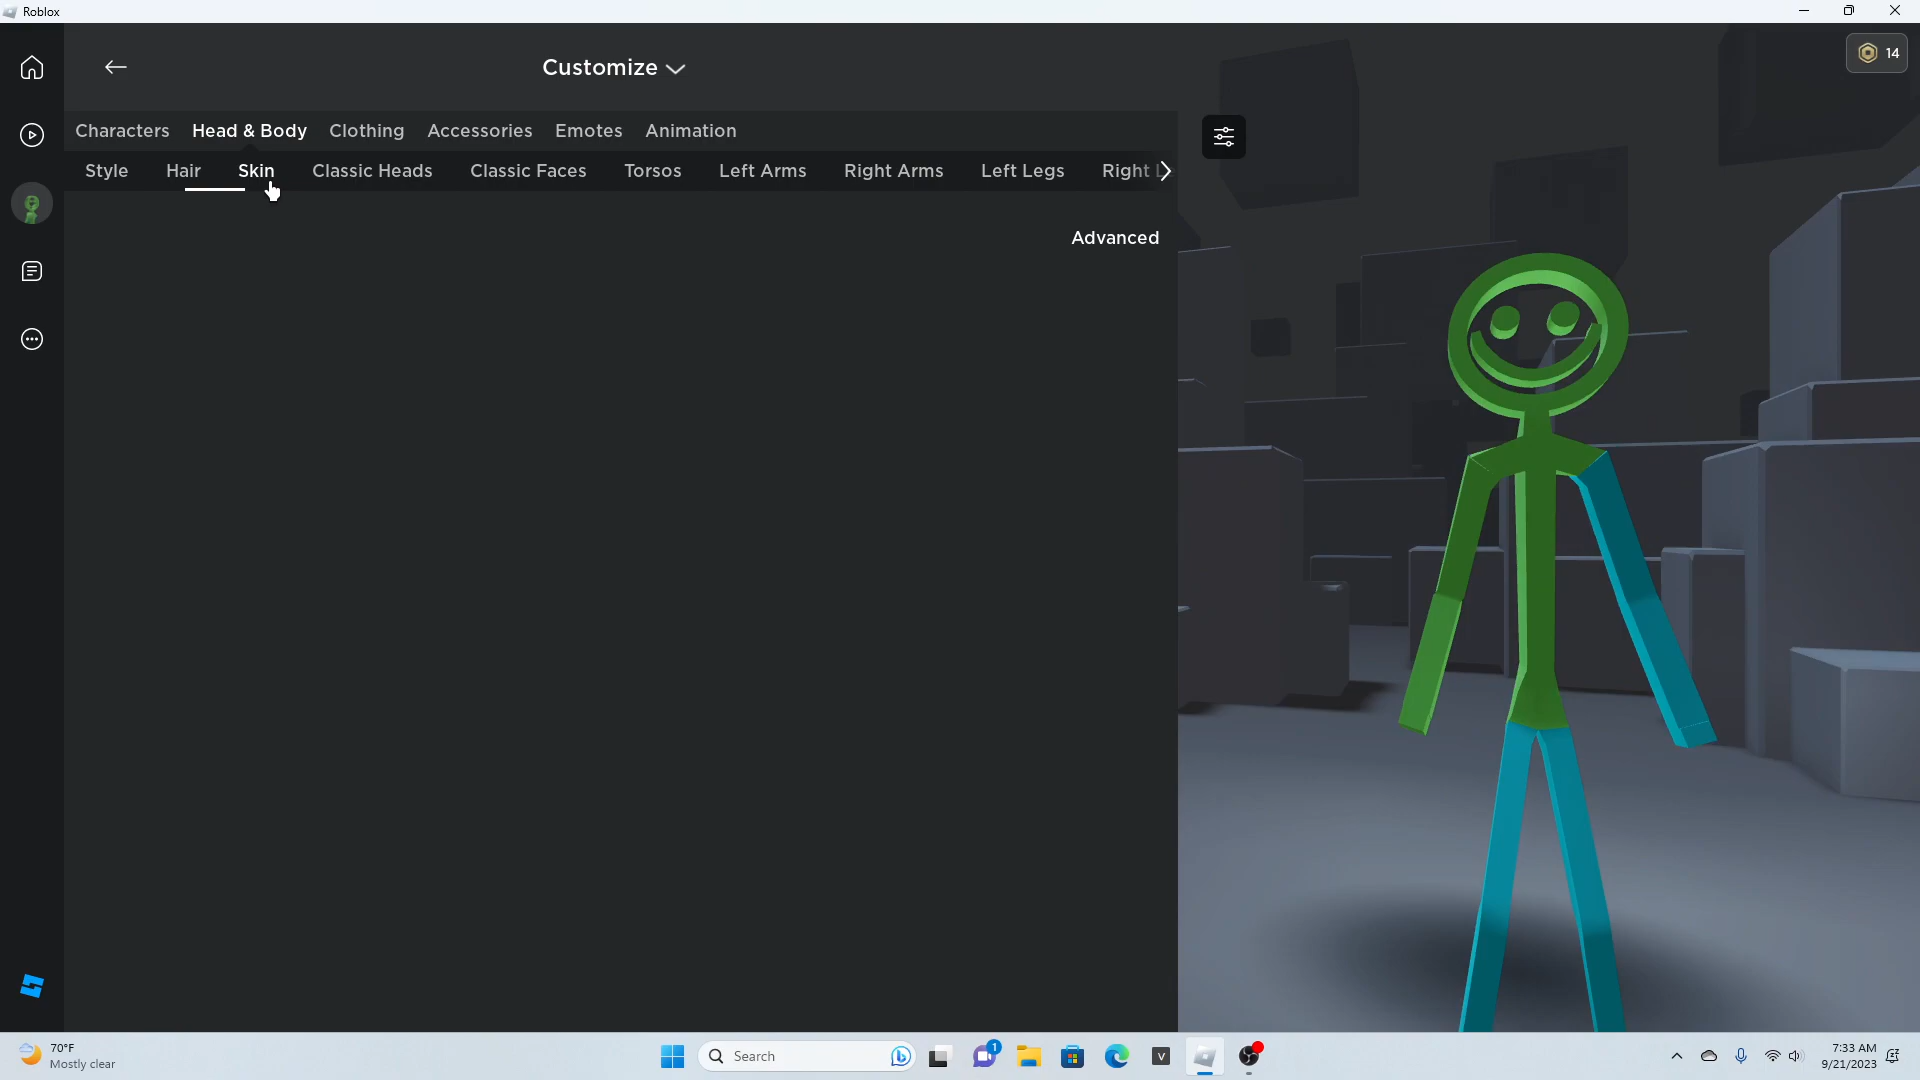 Roblox
14
Customize
Characters Head & Body Clothing Accessories Emotes Animation
Style Hair Skin Classic Heads Classic Faces Torsos Left Arms Right Arms Left Legs Right
Advanced
70°F
Mostly clear
Search
1
V
7:33 AM
9/21/2023